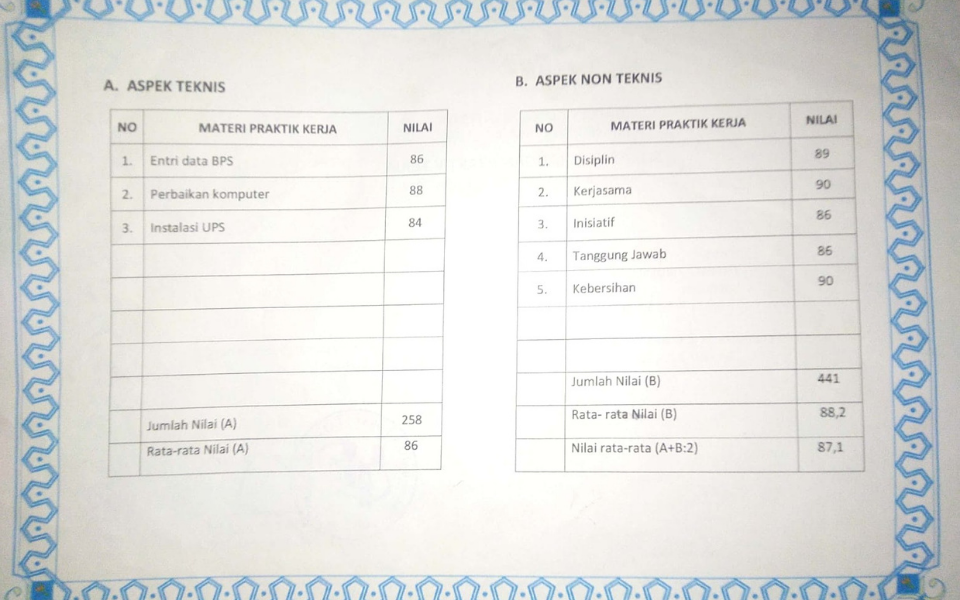 A. ASPEK TEKNIS
NO MATERI PRAKTIK KERJA NILAI
1. Entri data BPS 86
2. Perbaikan komputer 88
3. Instalasi UPS 84
Jumlah Nilai (A) 258
Rata-rata Nilai (A) 86
B. ASPEK NON TEKNIS
NO MATERI PRAKTIK KERJA NILAI
1. Disiplin 89
2. Kerjasama 90
3. Inisiatif 86
4. Tanggung Jawab 86
5. Kebersihan 90
Jumlah Nilai (B) 441
Rata- rata Nilai (B) 88,2
Nilai rata-rata (A+B:2) 87,1